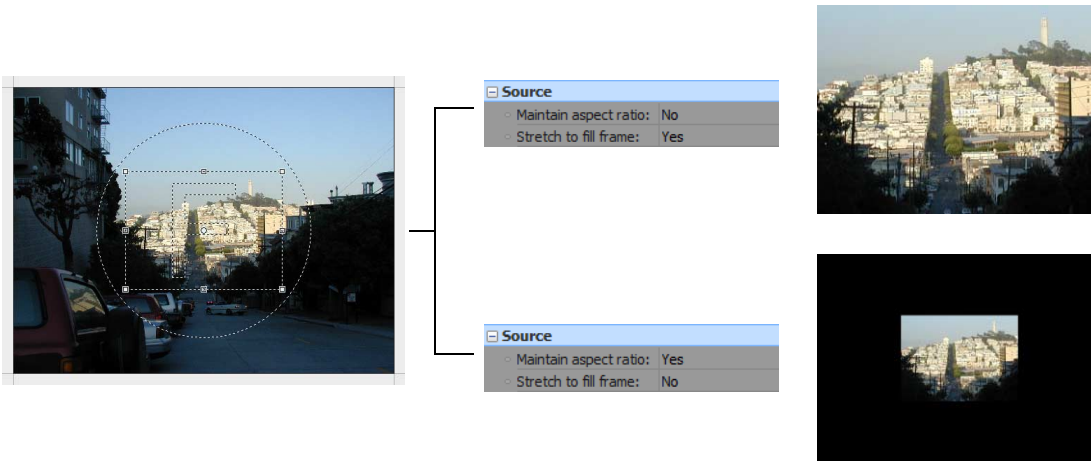 Source
Maintain aspect ratio: No
Stretch to fill frame: Yes
Source
Maintain aspect ratio: Yes
Stretch to fill frame: No